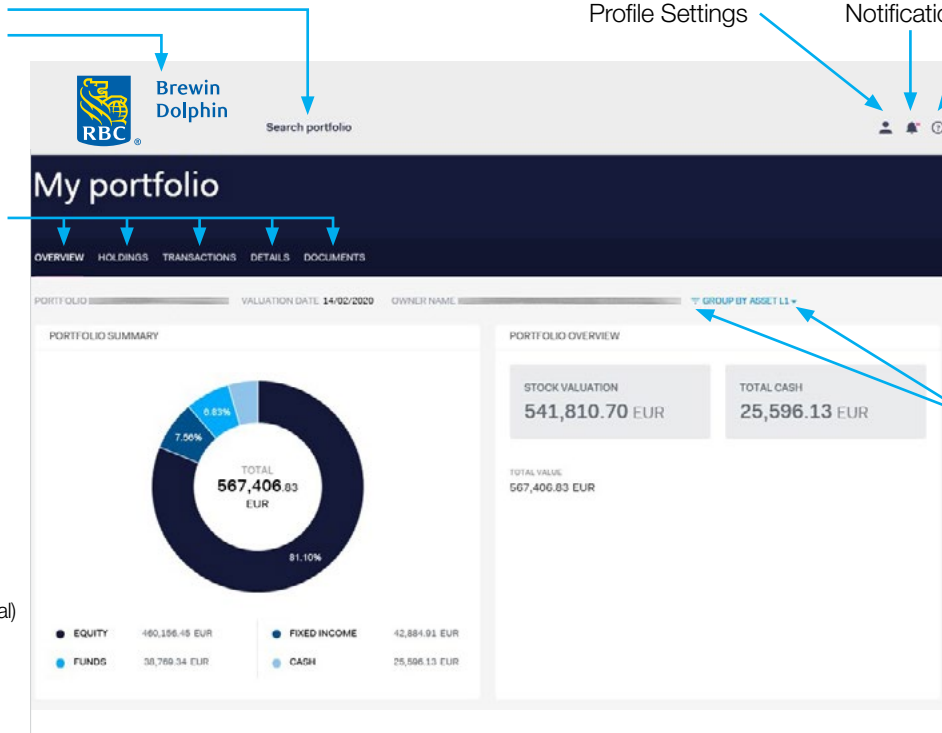 Profile Settings
Notificatio
Brewin
Dolphin
RBC
®
Search portfolio
My portfolio
OVERVIEW HOLDINGS TRANSACTIONS DETAILS DOCUMENTS
PORTFOLIO VALUATION DATE 14/02/2020 OWNER NAME GROUP BY ASSET L1
PORTFOLIO SUMMARY
6.83%
7.56%
TOTAL
567,406.83
EUR
81.10%
EQUITY 460,156.45 EUR FIXED INCOME 42,884.91 EUR
FUNDS 38,769.34 EUR CASH 25,596.13 EUR
PORTFOLIO OVERVIEW
STOCK VALUATION
541,810.70 EUR
TOTAL CASH
25,596.13 EUR
TOTAL VALUE
567,406.83 EUR
al)